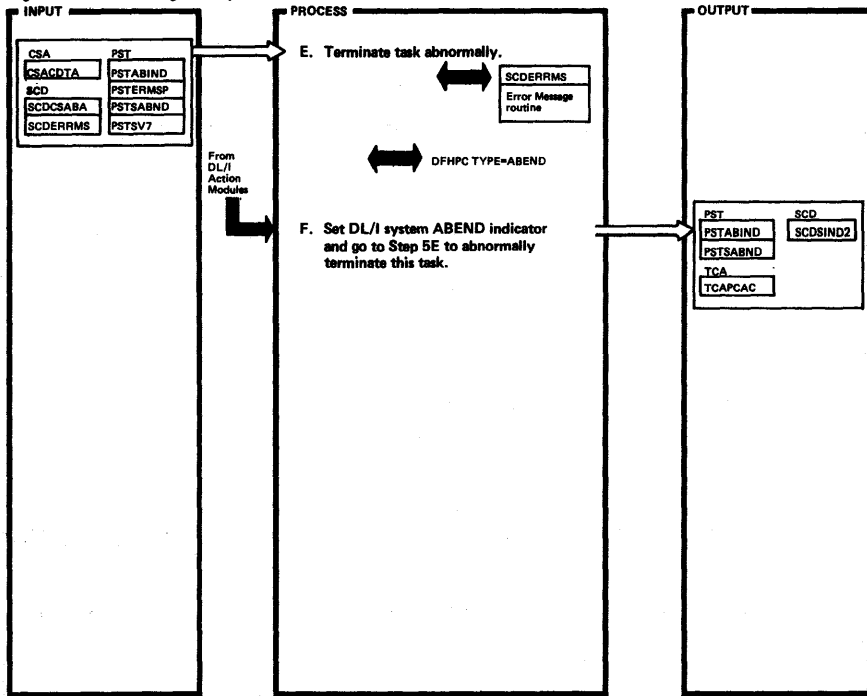 INPUT
PROCESS
OUTPUT
CSA PST
CSACDTA PSTABIND
SCD PSTERMSP
SCDCSABA PSTSABND
SCDERRMS PSTSV7
E. Terminate task abnormally.
SCDERRMS
Error Message
routine
DFHPC TYPE=ABEND
From
DL/I
Action
Modules
F. Set DL/I system ABEND indicator
and go to Step 5E to abnormally
terminate this task.
PST SCD
PSTABIND SCDSIND2
PSTSABND
TCA
TCAPCAC